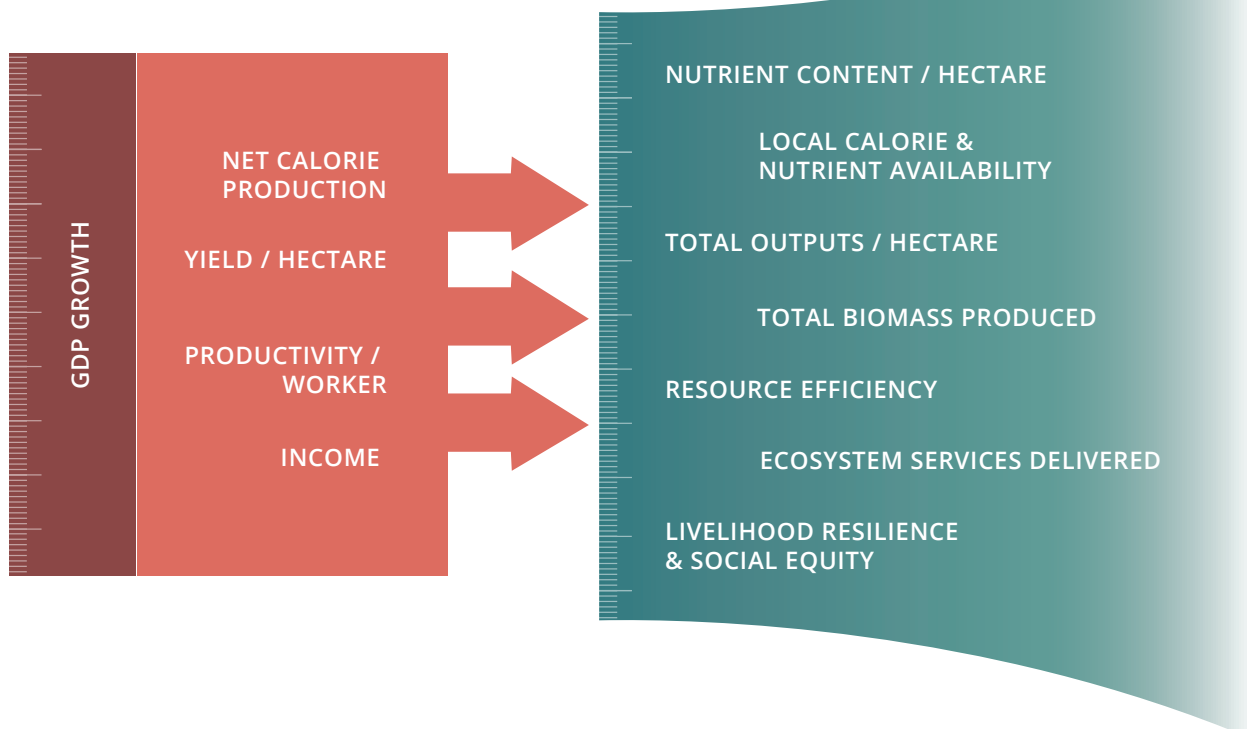 GDP GROWTH
NET CALORIE
PRODUCTION
YIELD / HECTARE
PRODUCTIVITY /
WORKER
INCOME
NUTRIENT CONTENT / HECTARE
LOCAL CALORIE &
NUTRIENT AVAILABILITY
TOTAL OUTPUTS / HECTARE
TOTAL BIOMASS PRODUCED
RESOURCE EFFICIENCY
ECOSYSTEM SERVICES DELIVERED
LIVELIHOOD RESILIENCE
& SOCIAL EQUITY